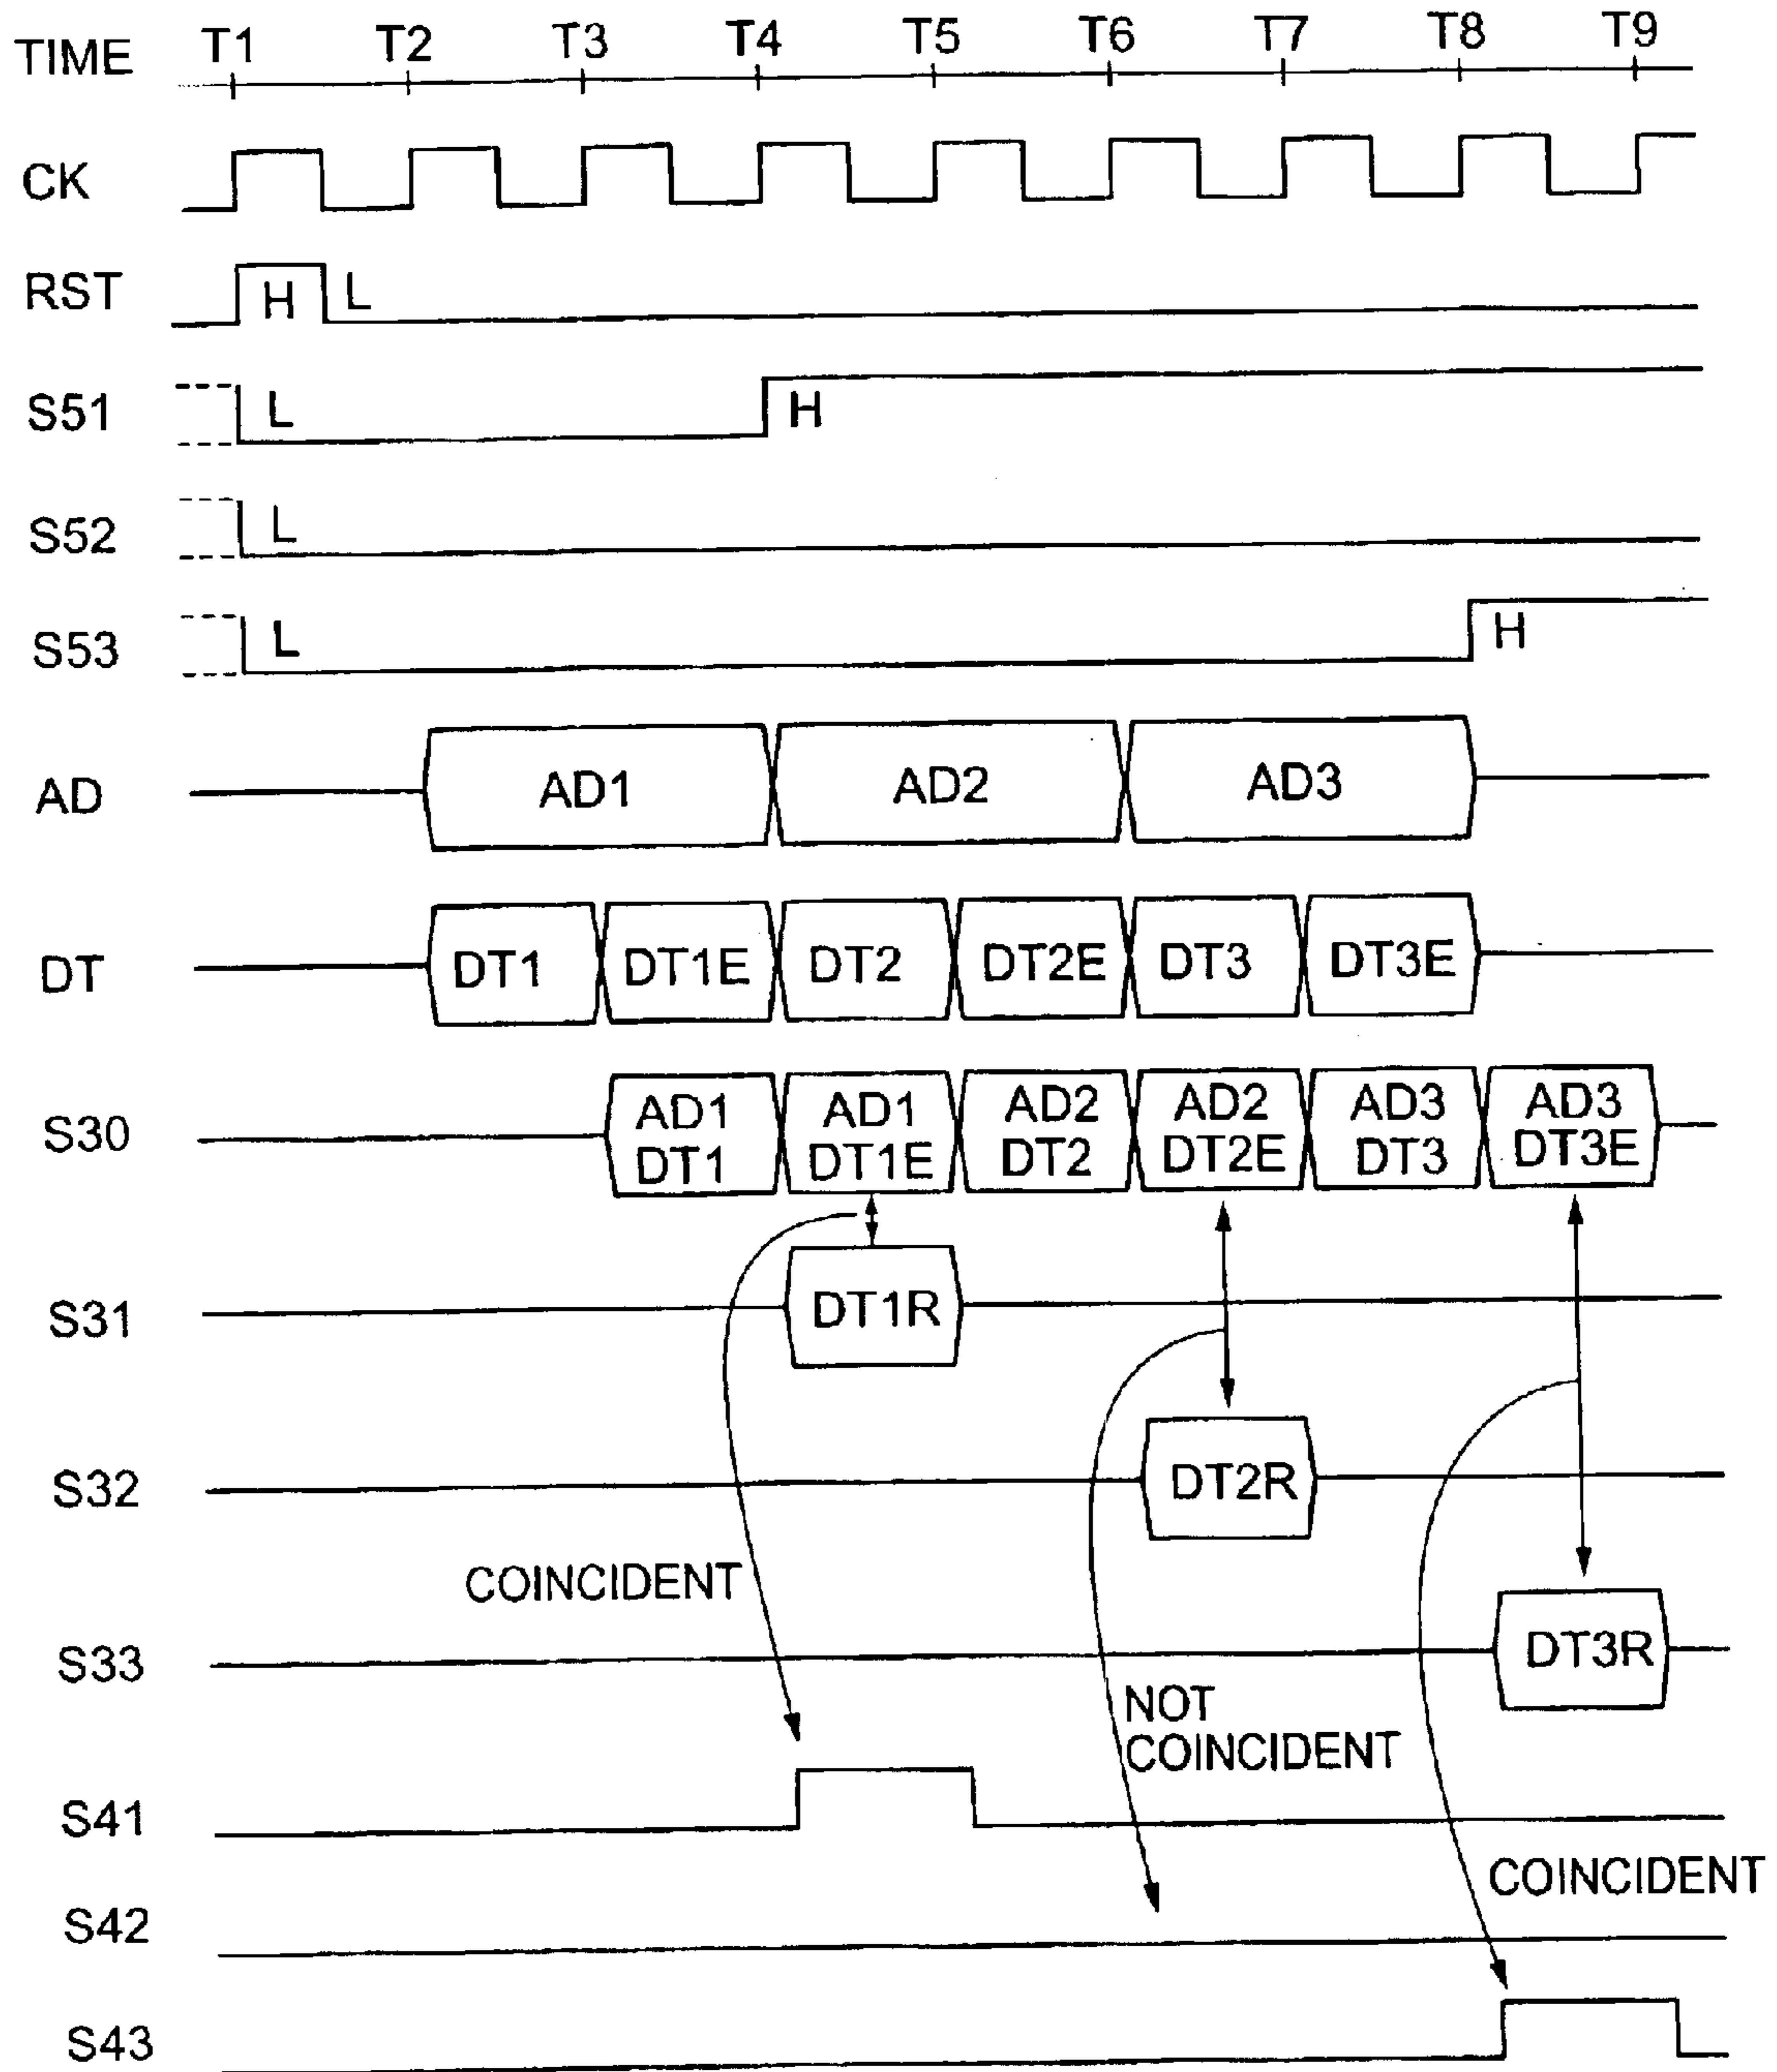 TIME T1 T2 T3 T4 T5 T6 T7 T8 T9
CK
RST H L
S51 L H
S52 L
S53 L H
AD AD1 AD2 AD3
DT DT1 DT1E DT2 DT2E DT3 DT3E
S30 AD1 AD1 AD2 AD2 AD3 AD3
DT1 DT1E DT2 DT2E DT3 DT3E
S31 DT1R
S32 DT2R
COINCIDENT
S33 DT3R
NOT
COINCIDENT
S41
COINCIDENT
S42
S43